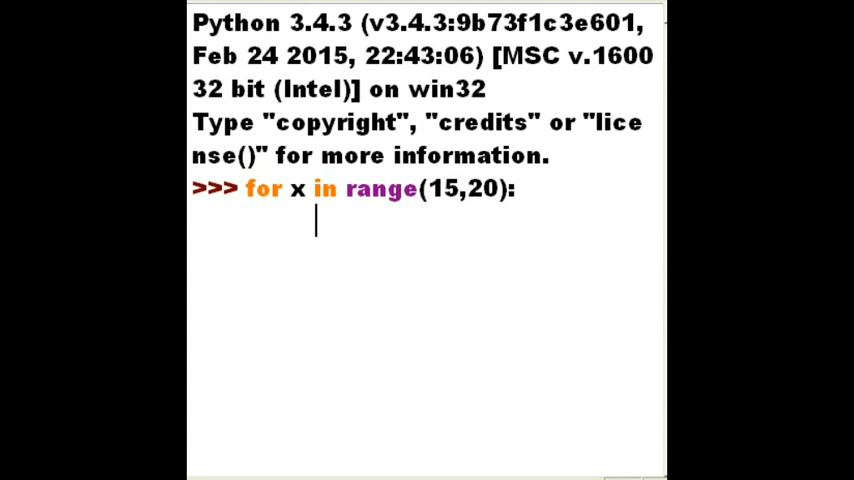 Python 3.4.3 (v3.4.3:9b73f1c3e601,
Feb 24 2015, 22:43:06) [MSC v.1600
32 bit (Intel)] on win32
Type "copyright", "credits" or "lice
nse()" for more information.
>>> for x in range(15,20):